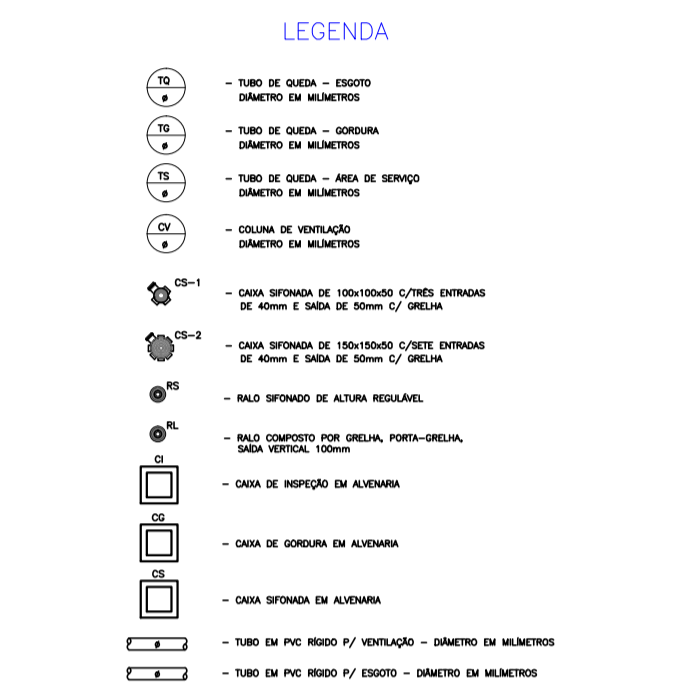 LEGENDA
TQ
ø
- TUBO DE QUEDA - ESGOTO
DIÂMETRO EM MILÍMETROS
TG
ø
- TUBO DE QUEDA - GORDURA
DIÂMETRO EM MILÍMETROS
TS
ø
- TUBO DE QUEDA - ÁREA DE SERVIÇO
DIÂMETRO EM MILÍMETROS
CV
ø
- COLUNA DE VENTILAÇÃO
DIÂMETRO EM MILÍMETROS
CS-1
- CAIXA SIFONADA DE 100x100x50 C/TRÊS ENTRADAS
DE 40mm E SAÍDA DE 50mm C/ GRELHA
CS-2
- CAIXA SIFONADA DE 150x150x50 C/SETE ENTRADAS
DE 40mm E SAÍDA DE 50mm C/ GRELHA
RS
- RALO SIFONADO DE ALTURA REGULÁVEL
RL
- RALO COMPOSTO POR GRELHA, PORTA-GRELHA,
SAÍDA VERTICAL 100mm
CI
- CAIXA DE INSPEÇÃO EM ALVENARIA
CG
- CAIXA DE GORDURA EM ALVENARIA
CS
- CAIXA SIFONADA EM ALVENARIA
ø
- TUBO EM PVC RÍGIDO P/ VENTILAÇÃO - DIÂMETRO EM MILÍMETROS
ø
- TUBO EM PVC RÍGIDO P/ ESGOTO - DIÂMETRO EM MILÍMETROS